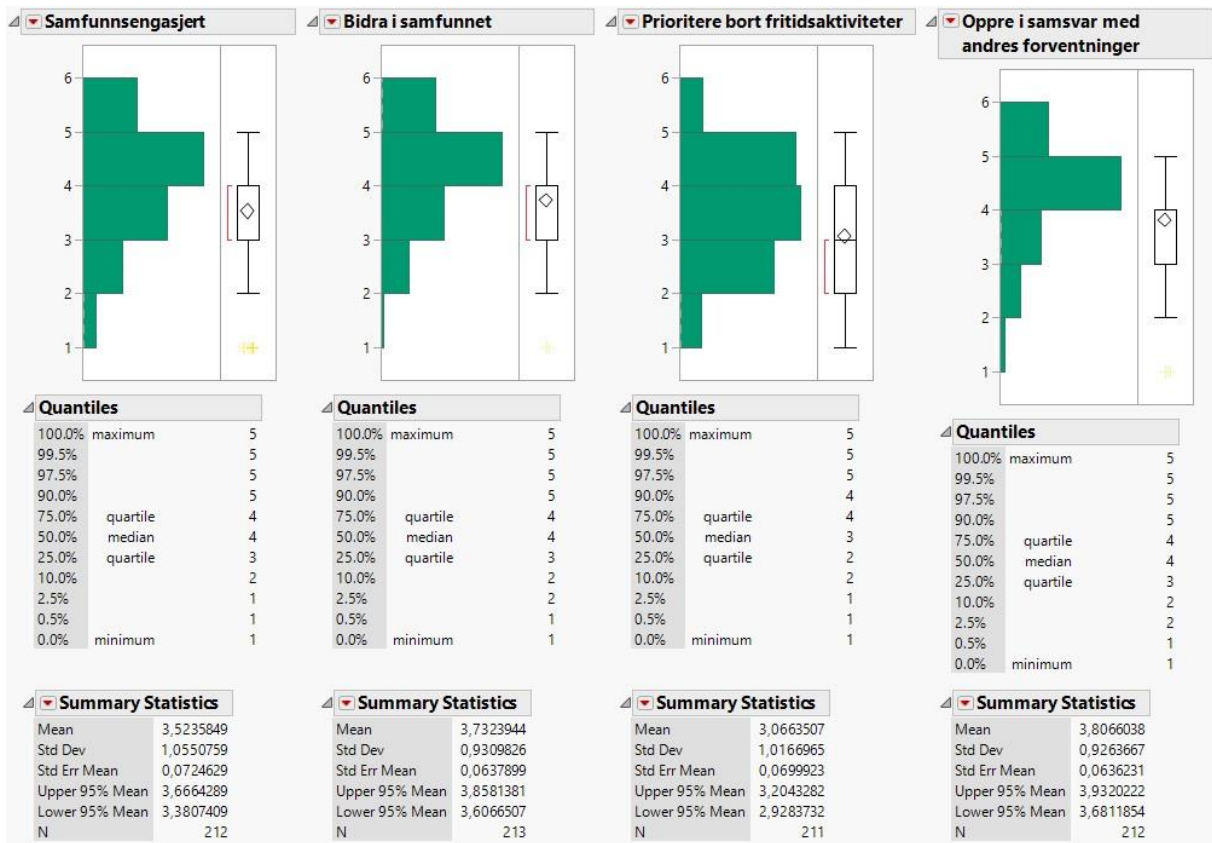 Samfunnsengasjert
6
5
4
3
2
1
Quantiles
100.0% maximum 5
99.5% 5
97.5% 5
90.0% 5
75.0% quartile 4
50.0% median 4
25.0% quartile 3
10.0% 2
2.5% 1
0.5% 1
0.0% minimum 1
Summary Statistics
Mean 3,5235849
Std Dev 1,0550759
Std Err Mean 0,0724629
Upper 95% Mean 3,6664289
Lower 95% Mean 3,3807409
N 212
Bidra i samfunnet
6
5
4
3
2
1
Quantiles
100.0% maximum 5
99.5% 5
97.5% 5
90.0% 5
75.0% quartile 4
50.0% median 4
25.0% quartile 3
10.0% 2
2.5% 2
0.5% 1
0.0% minimum 1
Summary Statistics
Mean 3,7323944
Std Dev 0,9309826
Std Err Mean 0,0637899
Upper 95% Mean 3,8581381
Lower 95% Mean 3,6066507
N 213
Prioritere bort fritidsaktiviteter
6
5
4
3
2
1
Quantiles
100.0% maximum 5
99.5% 5
97.5% 5
90.0% 4
75.0% quartile 4
50.0% median 3
25.0% quartile 2
10.0% 2
2.5% 1
0.5% 1
0.0% minimum 1
Summary Statistics
Mean 3,0663507
Std Dev 1,0166965
Std Err Mean 0,0699923
Upper 95% Mean 3,2043282
Lower 95% Mean 2,9283732
N 211
Oppre i samsvar med
andres forventninger
6
5
4
3
2
1
Quantiles
100.0% maximum 5
99.5% 5
97.5% 5
90.0% 5
75.0% quartile 4
50.0% median 4
25.0% quartile 3
10.0% 2
2.5% 2
0.5% 1
0.0% minimum 1
Summary Statistics
Mean 3,8066038
Std Dev 0,9263667
Std Err Mean 0,0636231
Upper 95% Mean 3,9320222
Lower 95% Mean 3,6811854
N 212